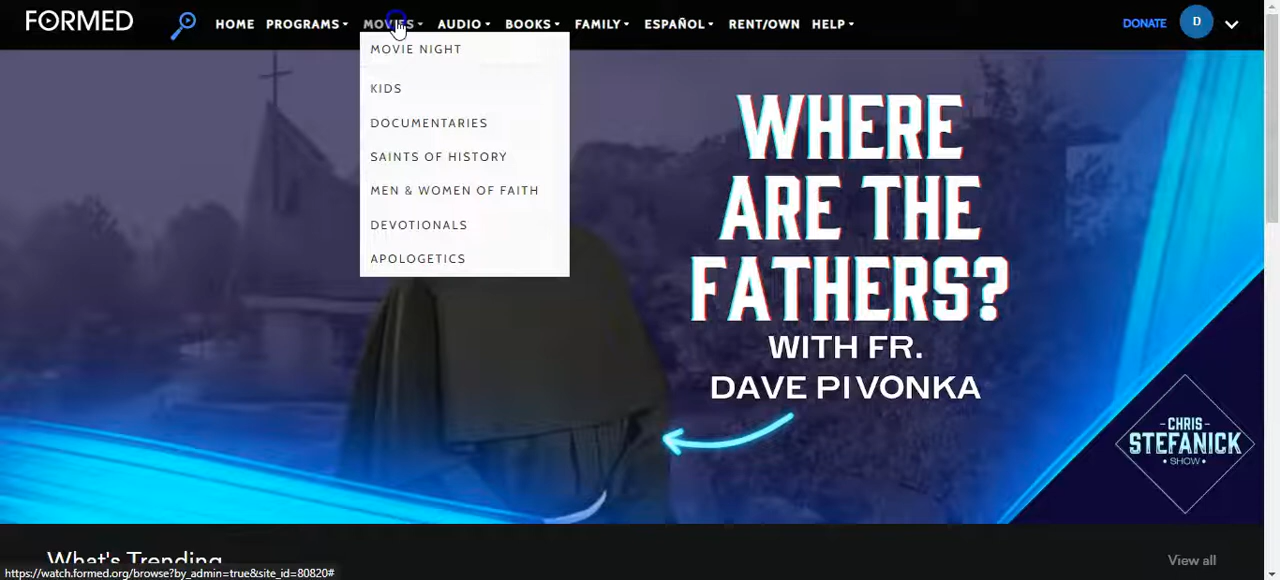 FORMED HOME PROGRAMS MOVIES AUDIO BOOKS FAMILY ESPAÑOL RENT/OWN HELP DONATE D
MOVIE NIGHT
KIDS
DOCUMENTARIES
SAINTS OF HISTORY
MEN & WOMEN OF FAITH
DEVOTIONALS
APOLOGETICS
WHERE
ARE THE
FATHERS?
WITH FR.
DAVE PIVONKA
-CHRIS-
STEFANICK
• SHOW •
What's Trending
View all
https://watch.formed.org/browse?by_admin=true&site_id=80820#